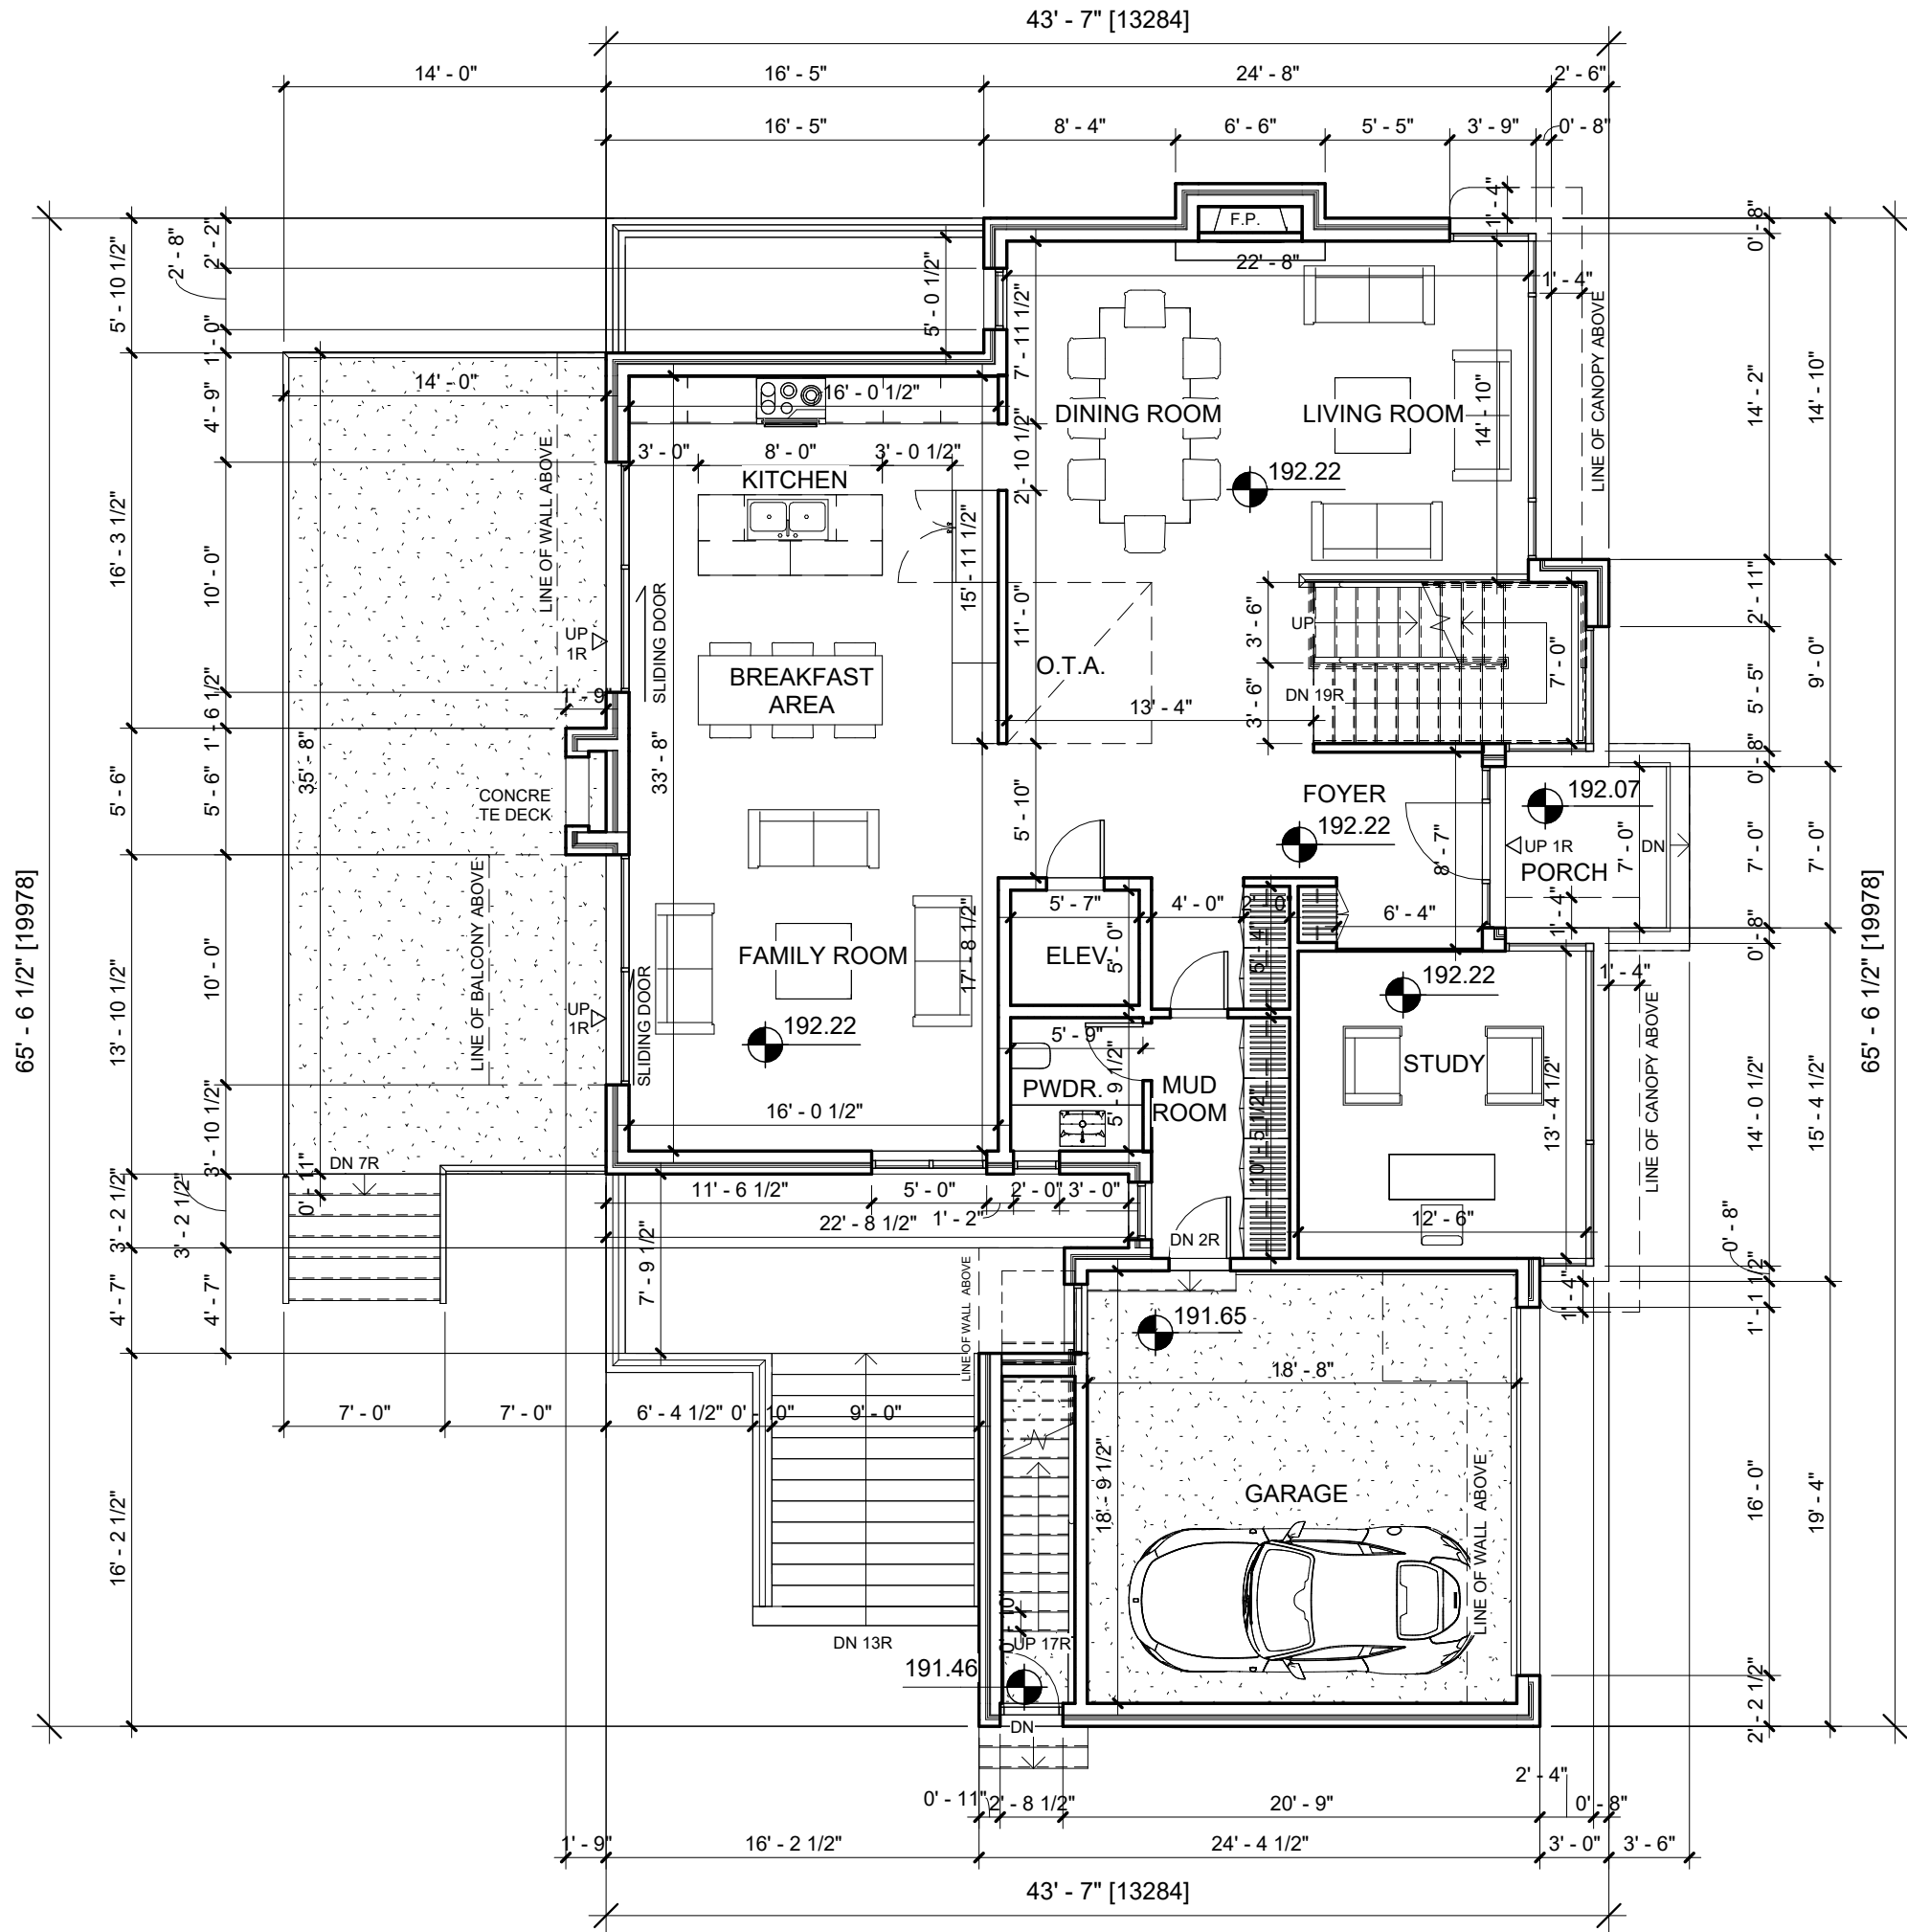 43' - 7" [13284]
14' - 0"
16' - 5"
24' - 8"
2' - 6"
16' - 5"
8' - 4"
6' - 6"
5' - 5"
3' - 9"
0' - 8"
65' - 6 1/2" [19978]
5' - 10 1/2"
16' - 3 1/2"
5' - 6"
13' - 10 1/2"
3' - 2 1/2"
4' - 7"
16' - 2 1/2"
2' - 2"
2' - 8"
1' - 0"
4' - 9"
10' - 0"
1' - 6 1/2"
5' - 6"
10' - 0"
3' - 10 1/2"
3' - 2 1/2"
4' - 7"
F.P.
22' - 8"
1' - 4"
1' - 4"
5' - 0 1/2"
7' - 11 1/2"
14' - 0"
16' - 0 1/2"
DINING ROOM
LIVING ROOM
14' - 10"
LINE OF CANOPY ABOVE
3' - 0"
8' - 0"
3' - 0 1/2"
2' - 10 1/2"
KITCHEN
192.22
LINE OF WALL ABOVE
15' - 11 1/2"
11' - 0"
UP
1R
SLIDING DOOR
BREAKFAST
AREA
O.T.A.
13' - 4"
3' - 6"
3' - 6"
UP
DN 19R
7' - 0"
1' - 9"
35' - 8"
33' - 8"
CONCRE
TE DECK
5' - 10"
FOYER
192.22
8' - 7"
192.07
UP 1R
PORCH
7' - 0"
DN
1' - 4"
LINE OF BALCONY ABOVE
FAMILY ROOM
17' - 8 1/2"
192.22
UP
1R
SLIDING DOOR
5' - 7"
4' - 0"
2' - 0"
6' - 4"
ELEV.
5' - 0"
5' - 4"
192.22
1' - 4"
STUDY
13' - 4 1/2"
12' - 6"
LINE OF CANOPY ABOVE
5' - 9"
PWDR.
5' - 9 1/2"
MUD
ROOM
10' - 5 1/2"
16' - 0 1/2"
DN 7R
0' - 11"
11' - 6 1/2"
5' - 0"
2' - 0"
3' - 0"
22' - 8 1/2"
1' - 2"
DN 2R
7' - 9 1/2"
LINE OF WALL ABOVE
191.65
18' - 8"
1' - 4"
7' - 0"
7' - 0"
6' - 4 1/2"
0' - 10"
9' - 0"
18' - 9 1/2"
GARAGE
LINE OF WALL ABOVE
0' - 10"
DN 13R
UP 17R
191.46
DN
0' - 8"
14' - 2"
2' - 11"
5' - 5"
0' - 8"
7' - 0"
0' - 8"
14' - 0 1/2"
0' - 8"
1' - 1 1/2"
16' - 0"
2' - 2 1/2"
14' - 10"
9' - 0"
7' - 0"
15' - 4 1/2"
19' - 4"
65' - 6 1/2" [19978]
0' - 11"
2' - 8 1/2"
20' - 9"
2' - 4"
0' - 8"
1' - 9"
16' - 2 1/2"
24' - 4 1/2"
3' - 0"
3' - 6"
43' - 7" [13284]